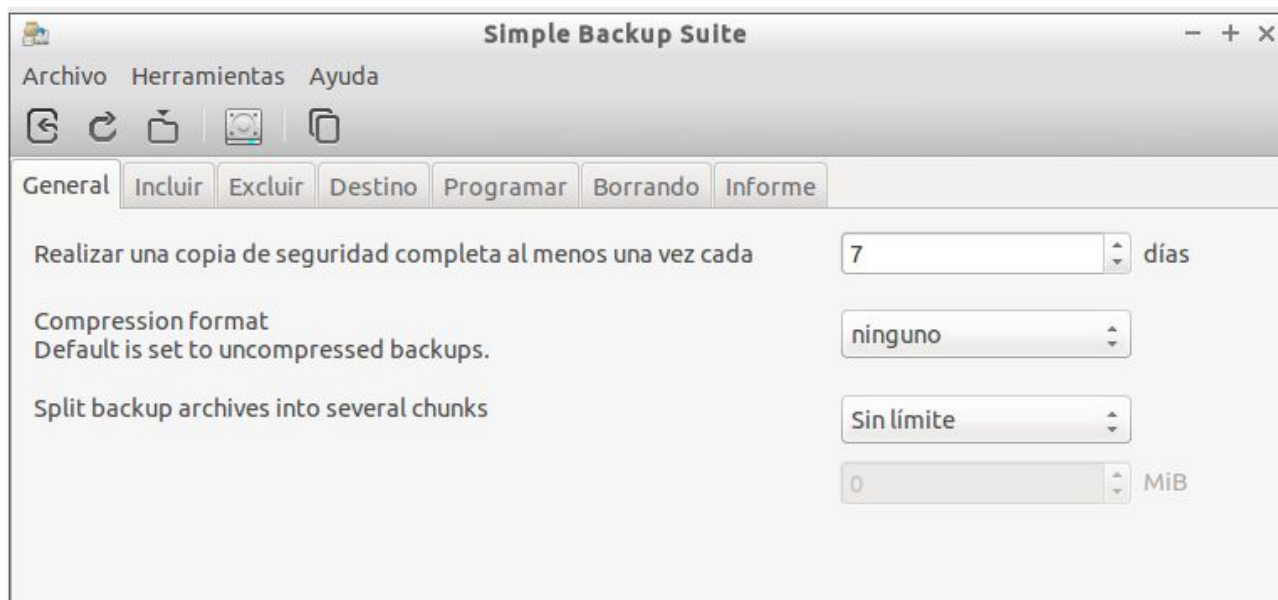 Simple Backup Suite
Archivo Herramientas Ayuda
General Incluir Excluir Destino Programar Borrando Informe
Realizar una copia de seguridad completa al menos una vez cada 7 días
Compression format
Default is set to uncompressed backups.
ninguno
Split backup archives into several chunks
Sin límite
0 MiB